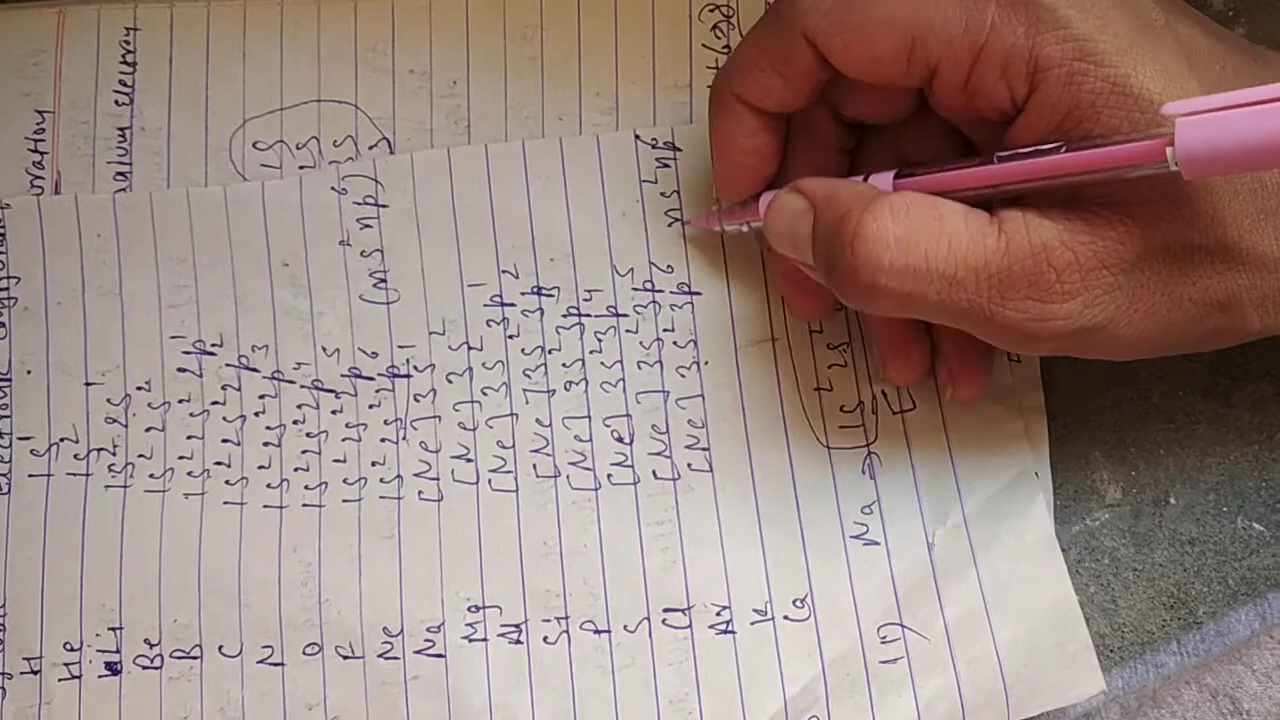 Electronic
H 1s¹
He 1s²
Li 1s² 2s¹
Be 1s² 2s²
B 1s² 2s² 2p¹
C 1s² 2s² 2p²
N 1s² 2s² 2p³
O 1s² 2s² 2p⁴
F 1s² 2s² 2p⁵
Ne 1s² 2s² 2p⁶ (ns² np⁶)
Na [Ne] 3s¹
Mg [Ne] 3s²
Al [Ne] 3s² 3p¹
Si [Ne] 3s² 3p²
P [Ne] 3s² 3p³
S [Ne] 3s² 3p⁴
Cl [Ne] 3s² 3p⁵
Ar [Ne] 3s² 3p⁶ ns² np⁶
K
Ca
11) Na → 1s² 2s²
[